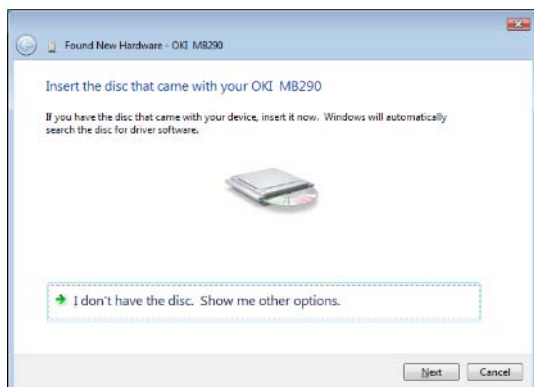 Found New Hardware - OKI MB290
Insert the disc that came with your OKI MB290
If you have the disc that came with your device, insert it now. Windows will automatically
search the disc for driver software.
I don't have the disc. Show me other options.
Next Cancel